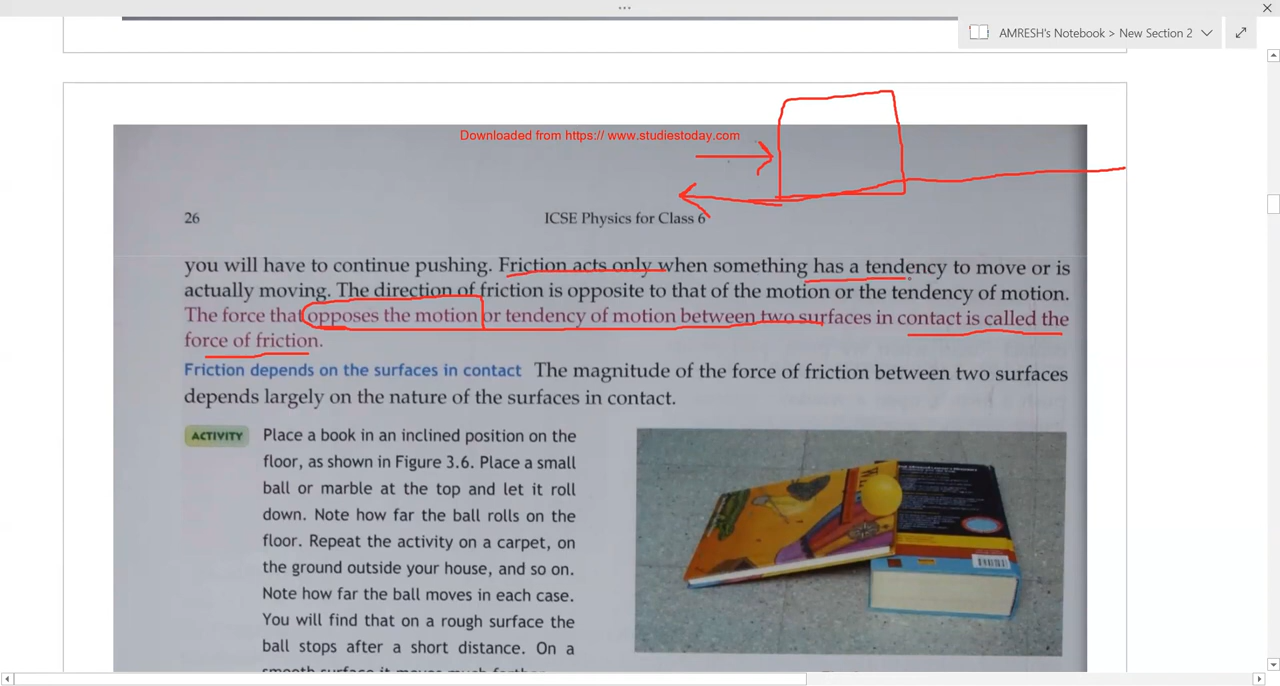 AMRESH's Notebook > New Section 2
Downloaded from https:// www.studiestoday.com
26
ICSE Physics for Class 6
you will have to continue pushing. Friction acts only when something has a tendency to move or is
actually moving. The direction of friction is opposite to that of the motion or the tendency of motion.
The force that opposes the motion or tendency of motion between two surfaces in contact is called the
force of friction.
Friction depends on the surfaces in contact The magnitude of the force of friction between two surfaces
depends largely on the nature of the surfaces in contact.
ACTIVITY Place a book in an inclined position on the
floor, as shown in Figure 3.6. Place a small
ball or marble at the top and let it roll
down. Note how far the ball rolls on the
floor. Repeat the activity on a carpet, on
the ground outside your house, and so on.
Note how far the ball moves in each case.
You will find that on a rough surface the
ball stops after a short distance. On a